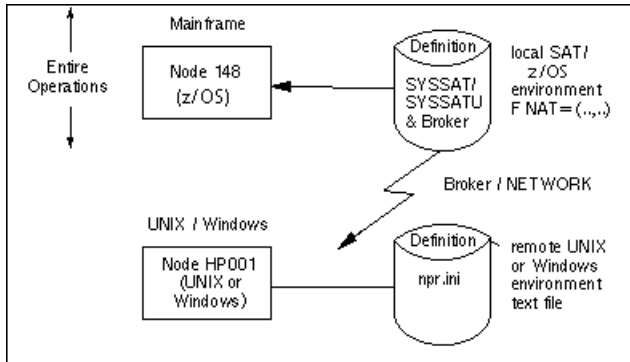 Mainframe
Entire
Operations
Node 148
(z/OS)
Definition
SYSSAT/
SYSSATU
& Broker
local SAT/
z/OS
environment
F NAT=(..,..)
Broker / NETWORK
UNIX / Windows
Node HP001
(UNIX or
Windows)
Definition
npr.ini
remote UNIX
or Windows
environment
text file